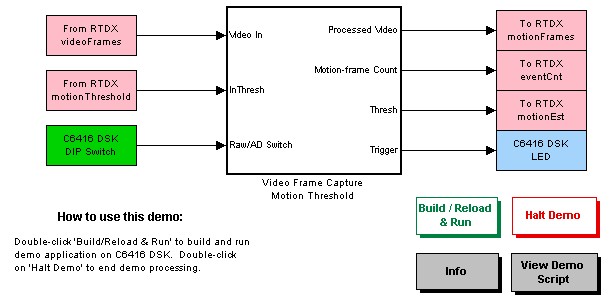 From RTDX
videoFrames
Video In
Processed Video
To RTDX
motionFrames
From RTDX
motionThreshold
InThresh
Motion-frame Count
To RTDX
eventCnt
Thresh
To RTDX
motionEst
C6416 DSK
DIP Switch
Raw/AD Switch
Trigger
C6416 DSK
LED
Video Frame Capture
Motion Threshold
How to use this demo:
Double-click 'Build/Reload & Run' to build and run
demo application on C6416 DSK. Double-click
on 'Halt Demo' to end demo processing.
Build / Reload
& Run
Halt Demo
Info
View Demo
Script